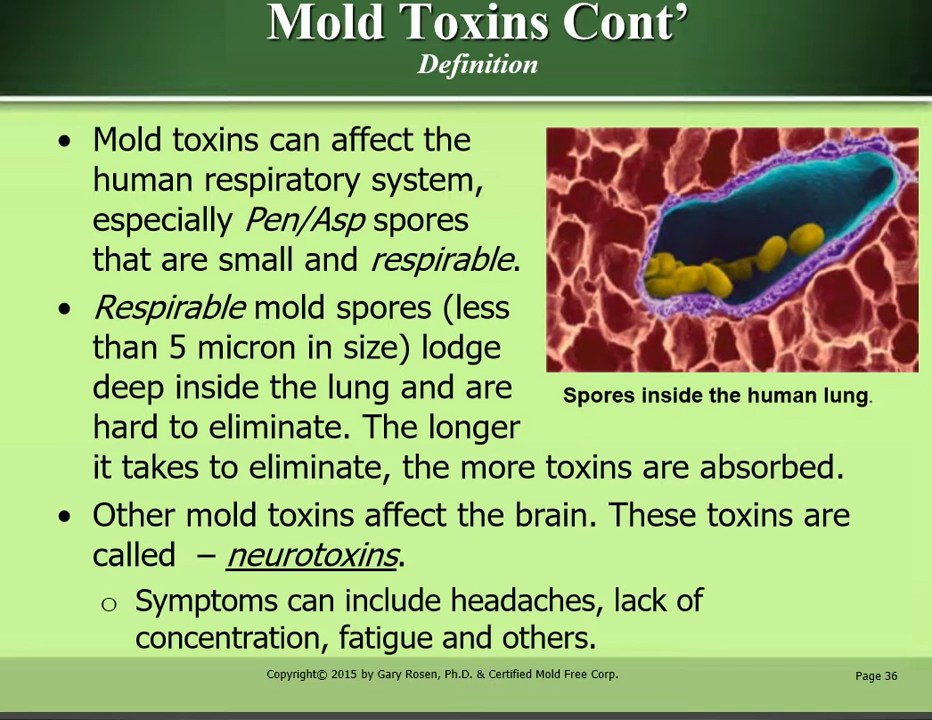 Mold Toxins Cont’
Definition
• Mold toxins can affect the
human respiratory system,
especially Pen/Asp spores
that are small and respirable.
• Respirable mold spores (less
than 5 micron in size) lodge
deep inside the lung and are
hard to eliminate. The longer
it takes to eliminate, the more toxins are absorbed.
Spores inside the human lung.
• Other mold toxins affect the brain. These toxins are
called – neurotoxins.
o Symptoms can include headaches, lack of
concentration, fatigue and others.
Copyright© 2015 by Gary Rosen, Ph.D. & Certified Mold Free Corp.
Page 36